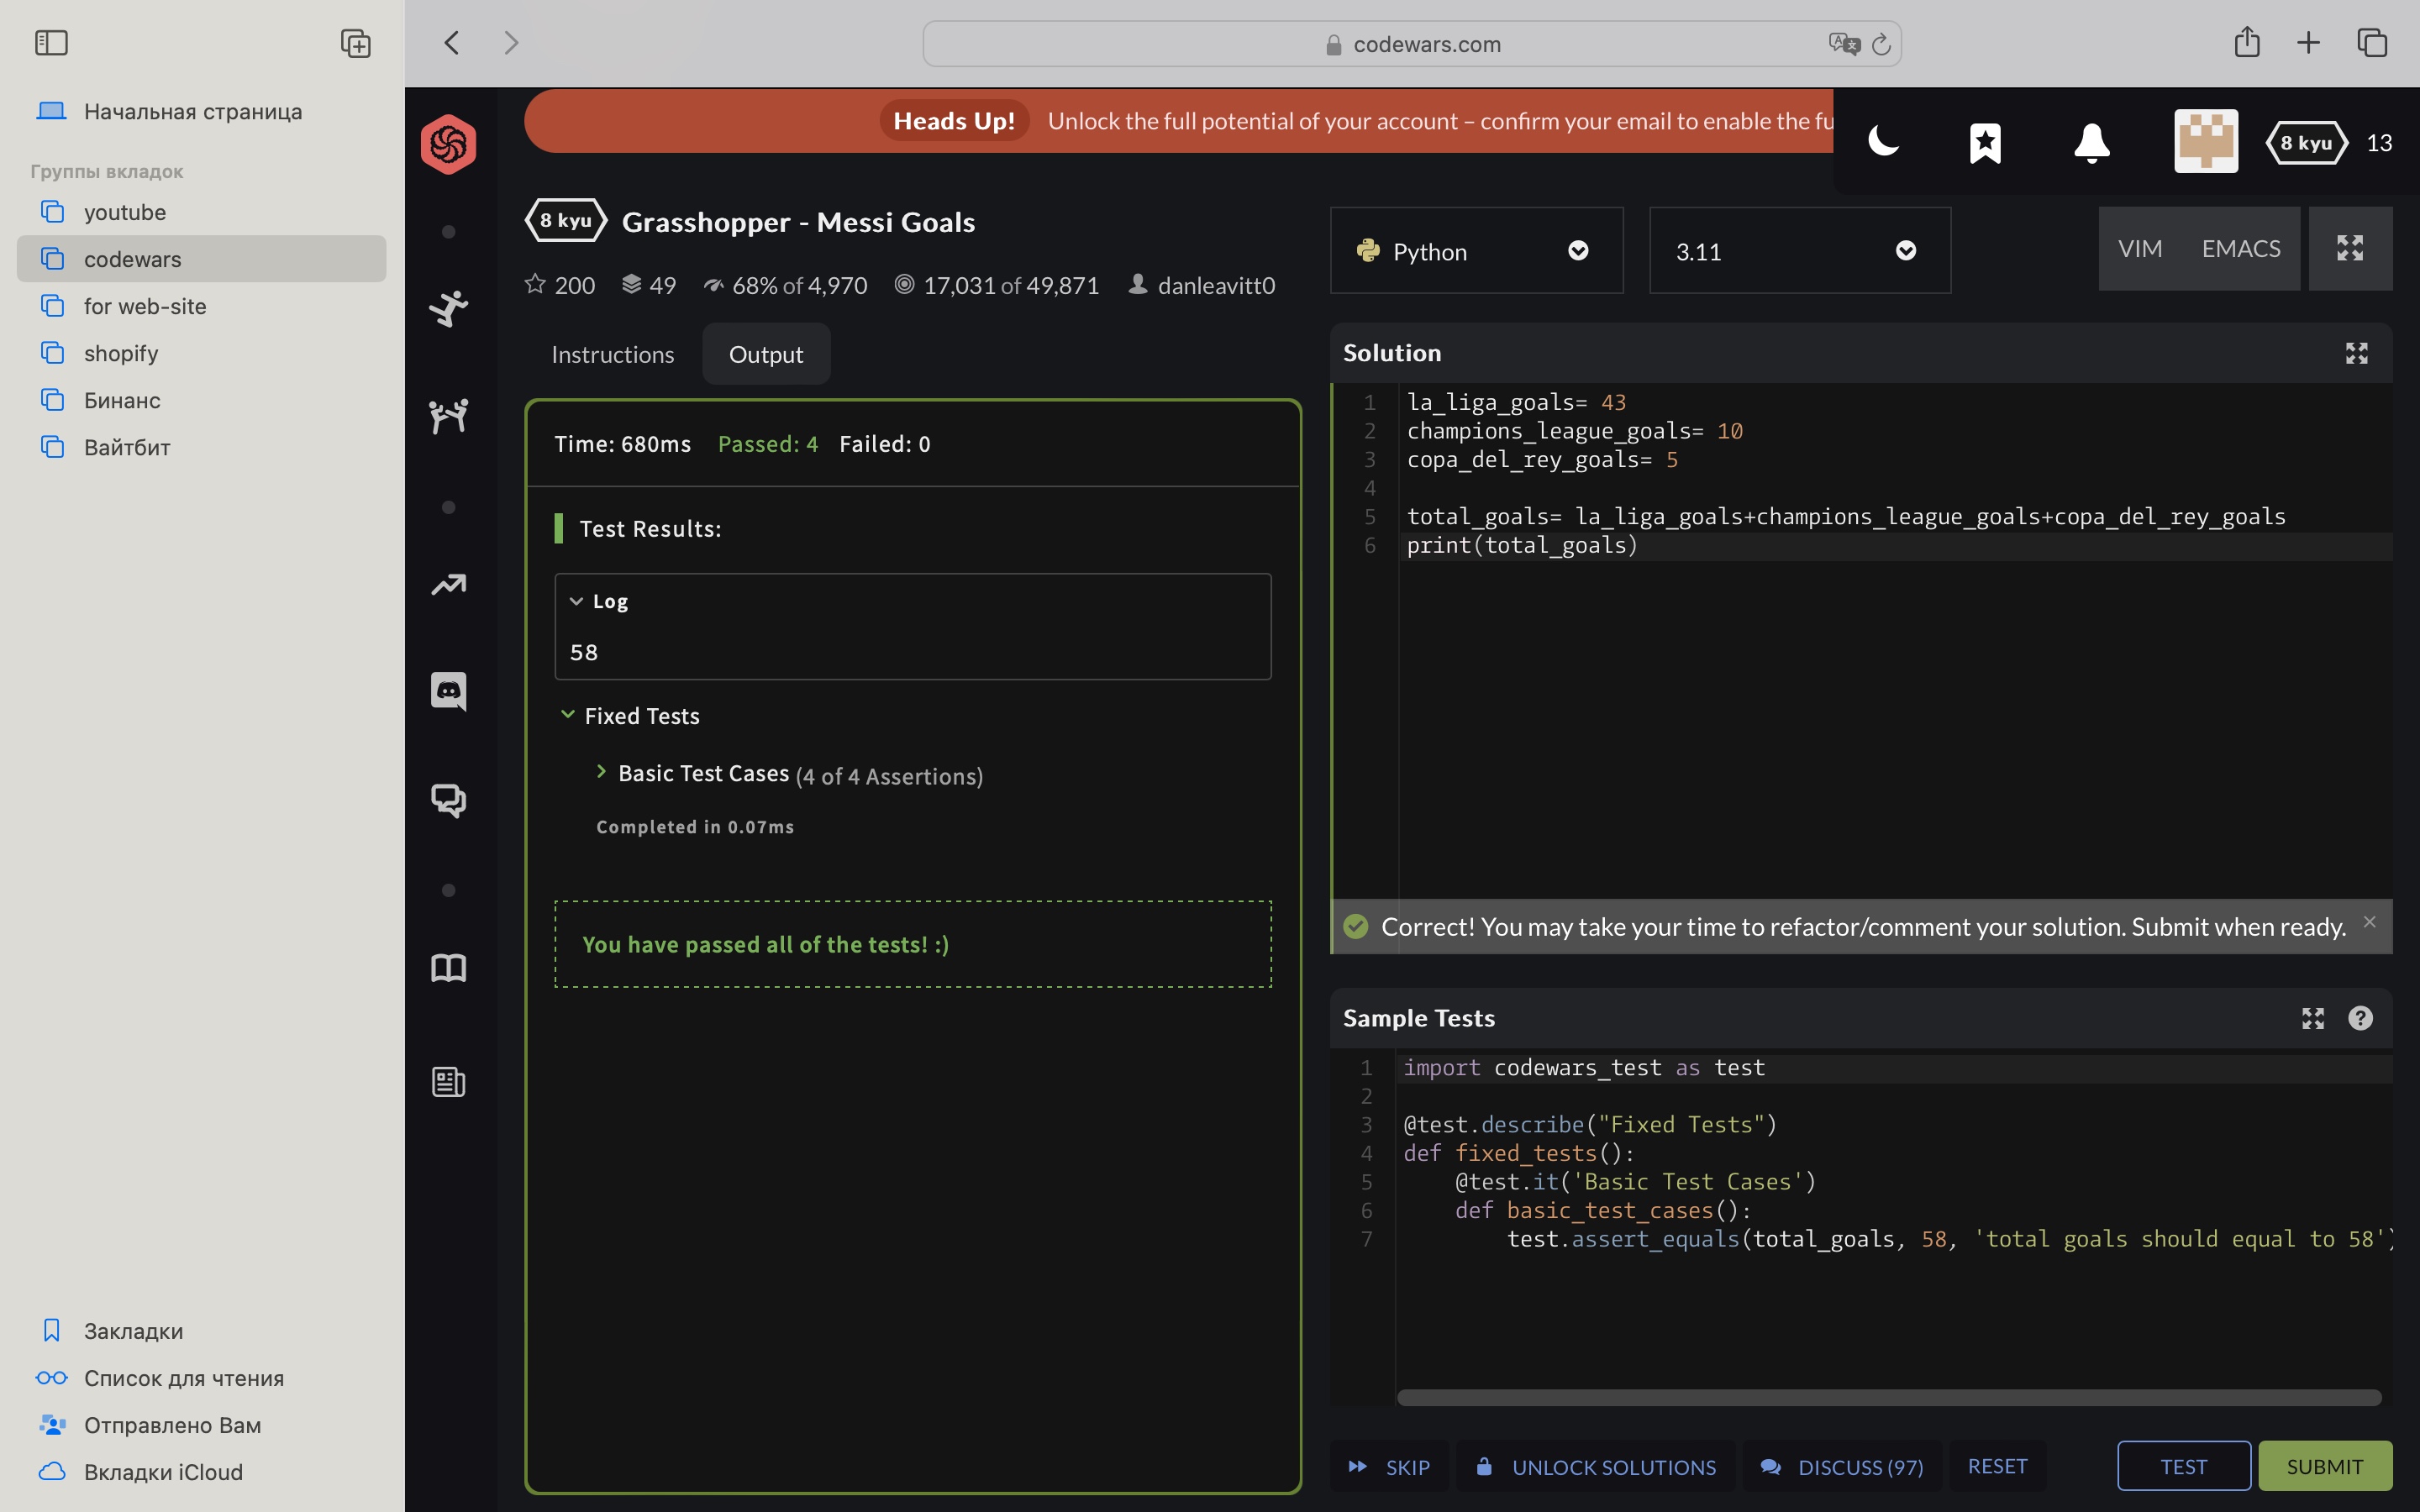 codewars.com
Начальная страница
Группы вкладок
youtube
codewars
for web-site
shopify
Бинанс
Вайтбит
Закладки
Список для чтения
Отправлено Вам
Вкладки iCloud
Heads Up! Unlock the full potential of your account – confirm your email to enable the fu
8 kyu 13
8 kyu Grasshopper - Messi Goals
200 49 68% of 4,970 17,031 of 49,871 danleavitt0
Instructions Output
Time: 680ms Passed: 4 Failed: 0
Test Results:
Log
58
Fixed Tests
Basic Test Cases (4 of 4 Assertions)
Completed in 0.07ms
You have passed all of the tests! :)
Python 3.11 VIM EMACS
Solution
1 la_liga_goals= 43
2 champions_league_goals= 10
3 copa_del_rey_goals= 5
4
5 total_goals= la_liga_goals+champions_league_goals+copa_del_rey_goals
6 print(total_goals)
Correct! You may take your time to refactor/comment your solution. Submit when ready.
Sample Tests
1 import codewars_test as test
2
3 @test.describe("Fixed Tests")
4 def fixed_tests():
5 @test.it('Basic Test Cases')
6 def basic_test_cases():
7 test.assert_equals(total_goals, 58, 'total goals should equal to 58')
SKIP UNLOCK SOLUTIONS DISCUSS (97) RESET TEST SUBMIT